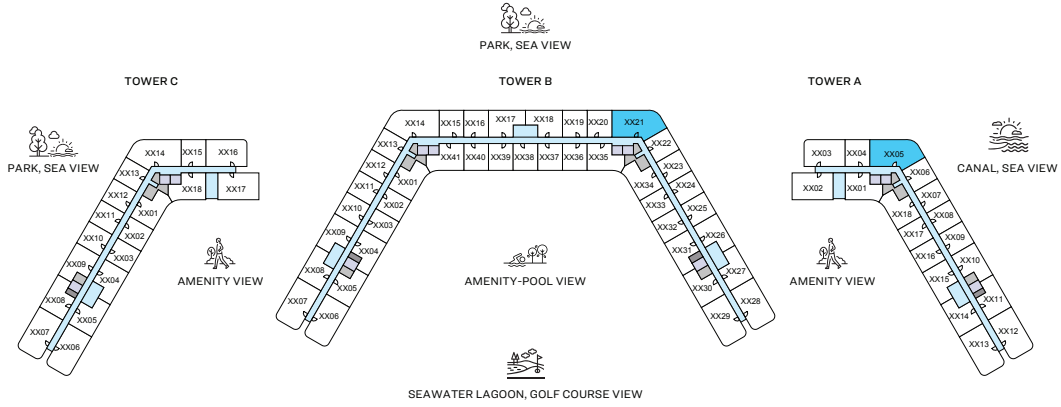 PARK, SEA VIEW
TOWER C
TOWER B
TOWER A
PARK, SEA VIEW
CANAL, SEA VIEW
XX14
XX15
XX16
XX13
XX12
XX11
XX10
XX09
XX08
XX07
XX18
XX17
XX01
XX02
XX03
XX04
XX05
XX06
AMENITY VIEW
XX14
XX15
XX16
XX17
XX18
XX19
XX20
XX21
XX13
XX12
XX11
XX10
XX09
XX08
XX07
XX41
XX40
XX39
XX38
XX37
XX36
XX35
XX01
XX02
XX03
XX04
XX05
XX06
XX22
XX23
XX24
XX25
XX26
XX27
XX28
XX34
XX33
XX32
XX31
XX30
XX29
AMENITY-POOL VIEW
XX03
XX04
XX05
XX02
XX01
XX06
XX07
XX08
XX09
XX10
XX11
XX12
XX18
XX17
XX16
XX15
XX14
XX13
AMENITY VIEW
SEAWATER LAGOON, GOLF COURSE VIEW